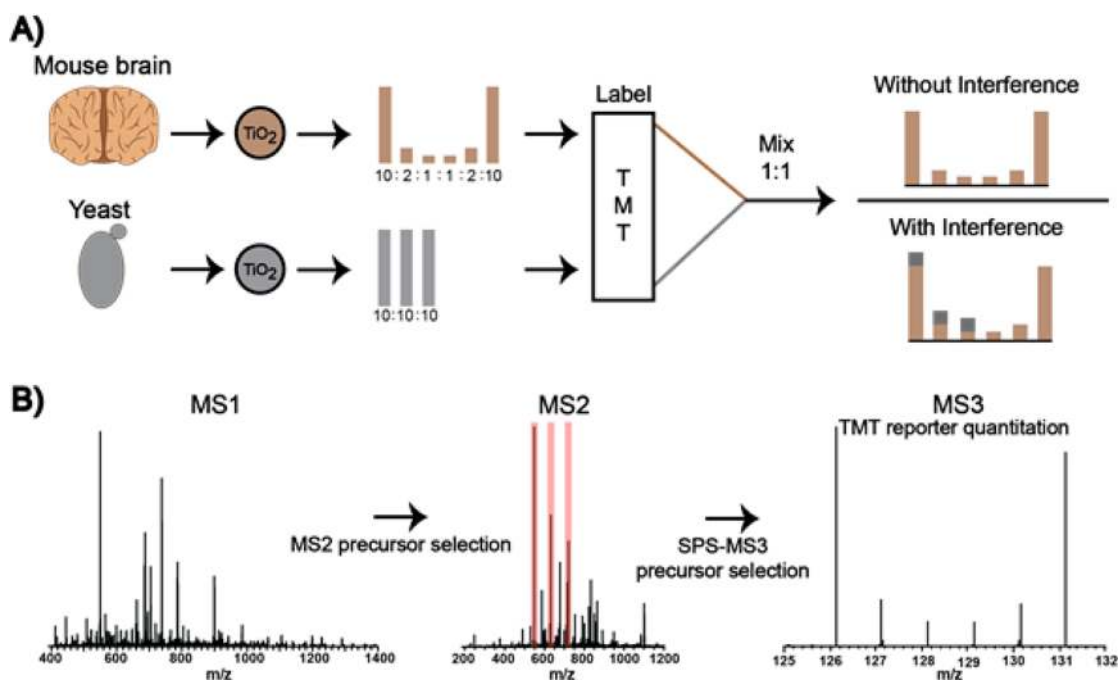 A)
Mouse brain
TiO2
10 : 2 : 1 : 1 : 2 : 10
Label
T
M
T
Mix
1:1
Without Interference
Yeast
TiO2
10:10:10
With Interference
B)
MS1
MS2
MS3
TMT reporter quantitation
MS2 precursor selection
SPS-MS3
precursor selection
400 600 800 1000 1200 1400
m/z
200 400 600 800 1000 1200
m/z
125 126 127 128 129 130 131 132
m/z